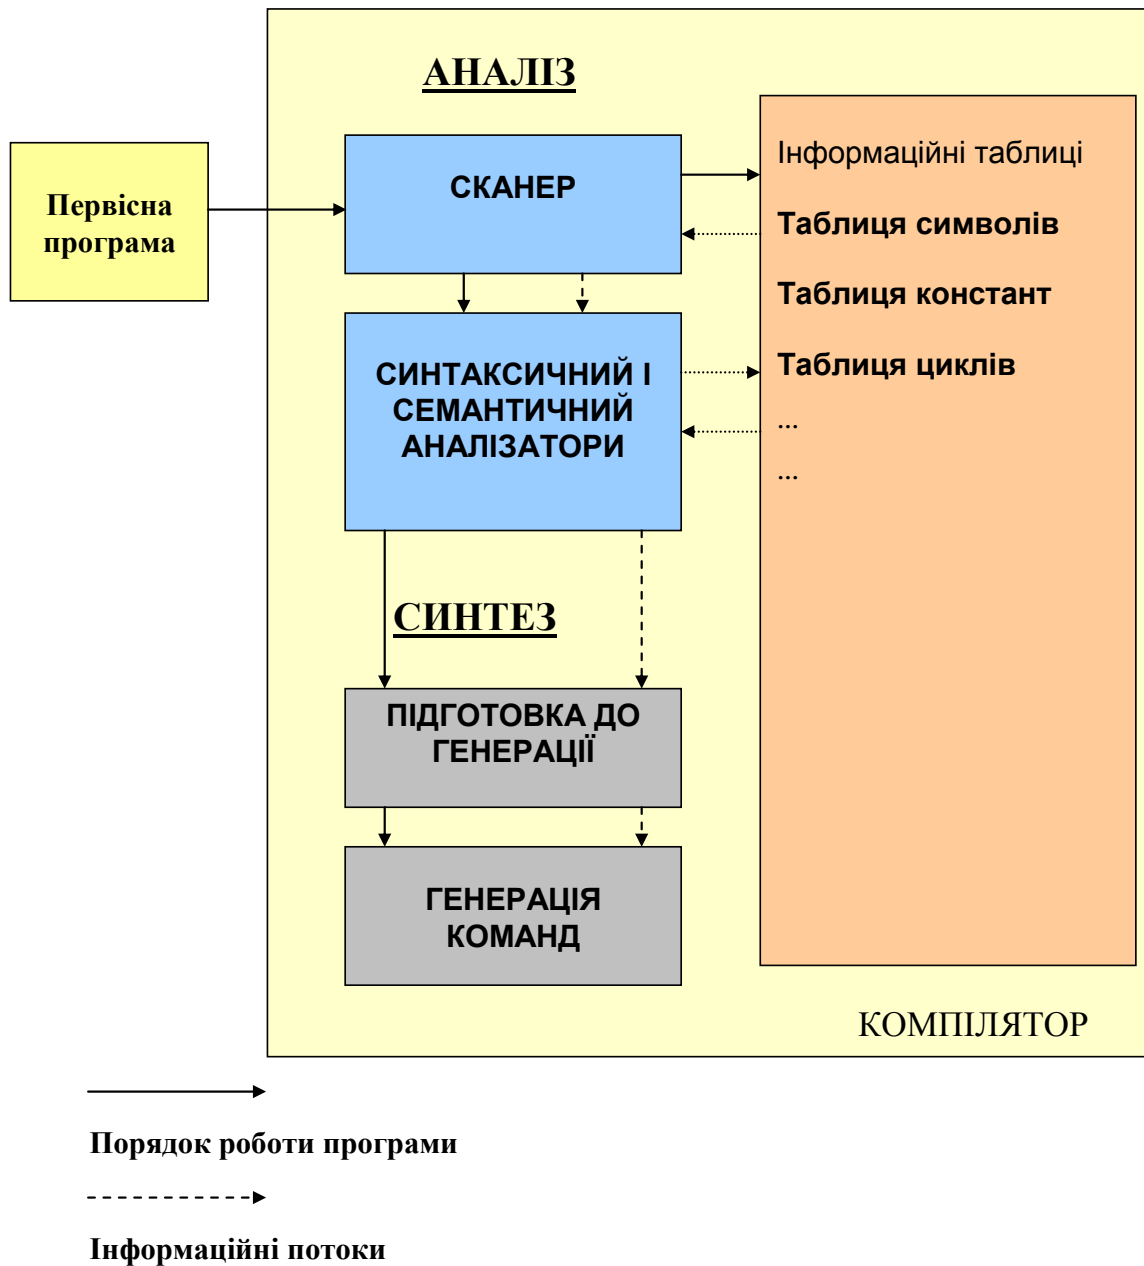 АНАЛІЗ
Первісна
програма
СКАНЕР
Інформаційні таблиці
Таблиця символів
Таблиця констант
Таблиця циклів
...
...
СИНТАКСИЧНИЙ І
СЕМАНТИЧНИЙ
АНАЛІЗАТОРИ
СИНТЕЗ
ПІДГОТОВКА ДО
ГЕНЕРАЦІЇ
ГЕНЕРАЦІЯ
КОМАНД
КОМПІЛЯТОР
Порядок роботи програми
Інформаційні потоки